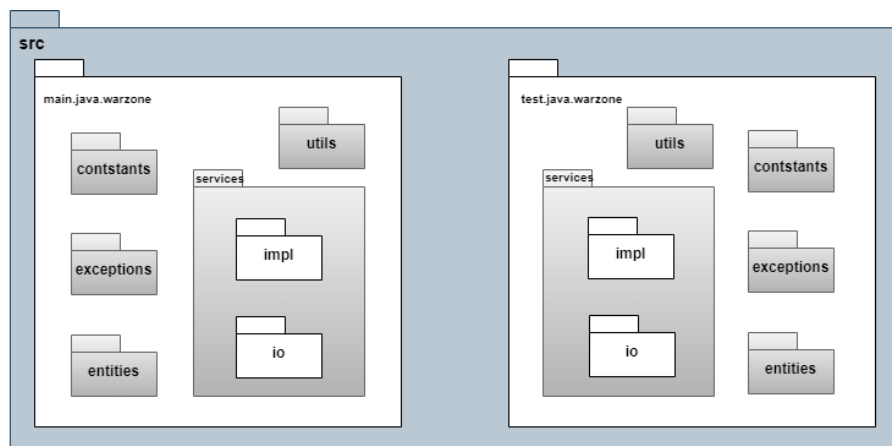 src
main.java.warzone
utils
contstants
services
exceptions
impl
io
entities
test.java.warzone
utils
contstants
services
impl
exceptions
io
entities